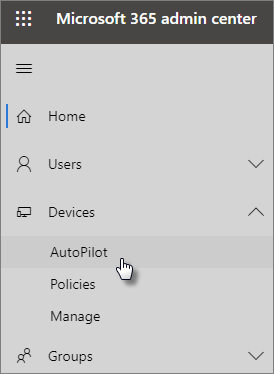 Microsoft 365 admin center
Home
Users
Devices
AutoPilot
Policies
Manage
Groups